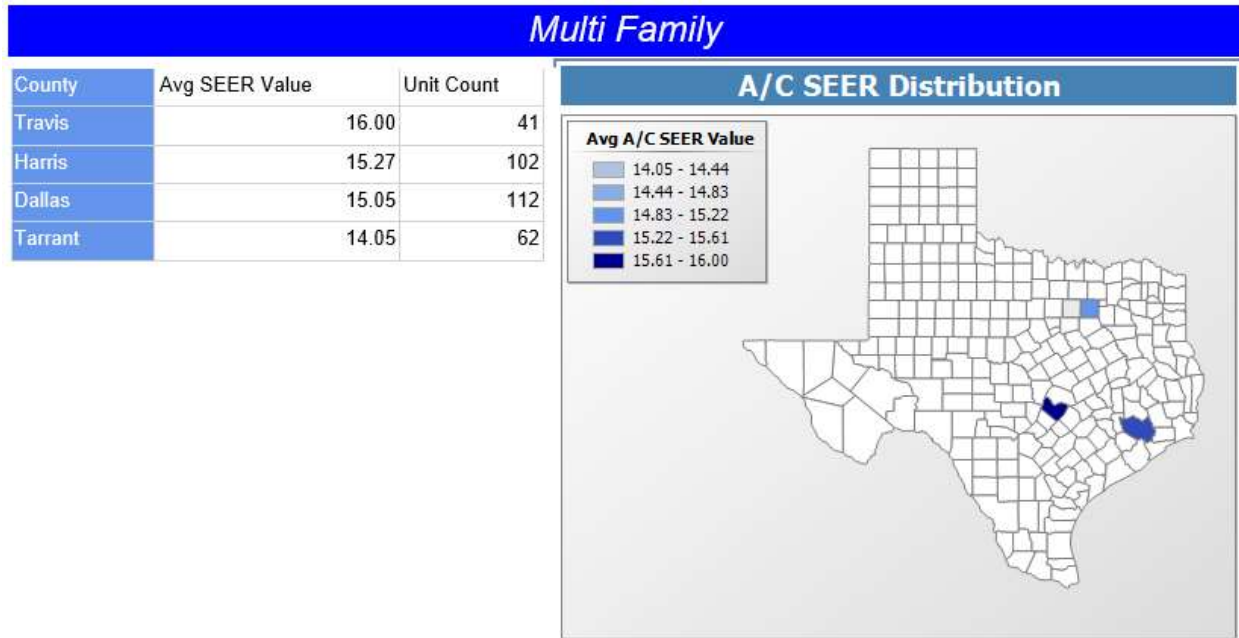 Multi Family
County Avg SEER Value Unit Count
Travis 16.00 41
Harris 15.27 102
Dallas 15.05 112
Tarrant 14.05 62
A/C SEER Distribution
Avg A/C SEER Value
14.05 - 14.44
14.44 - 14.83
14.83 - 15.22
15.22 - 15.61
15.61 - 16.00